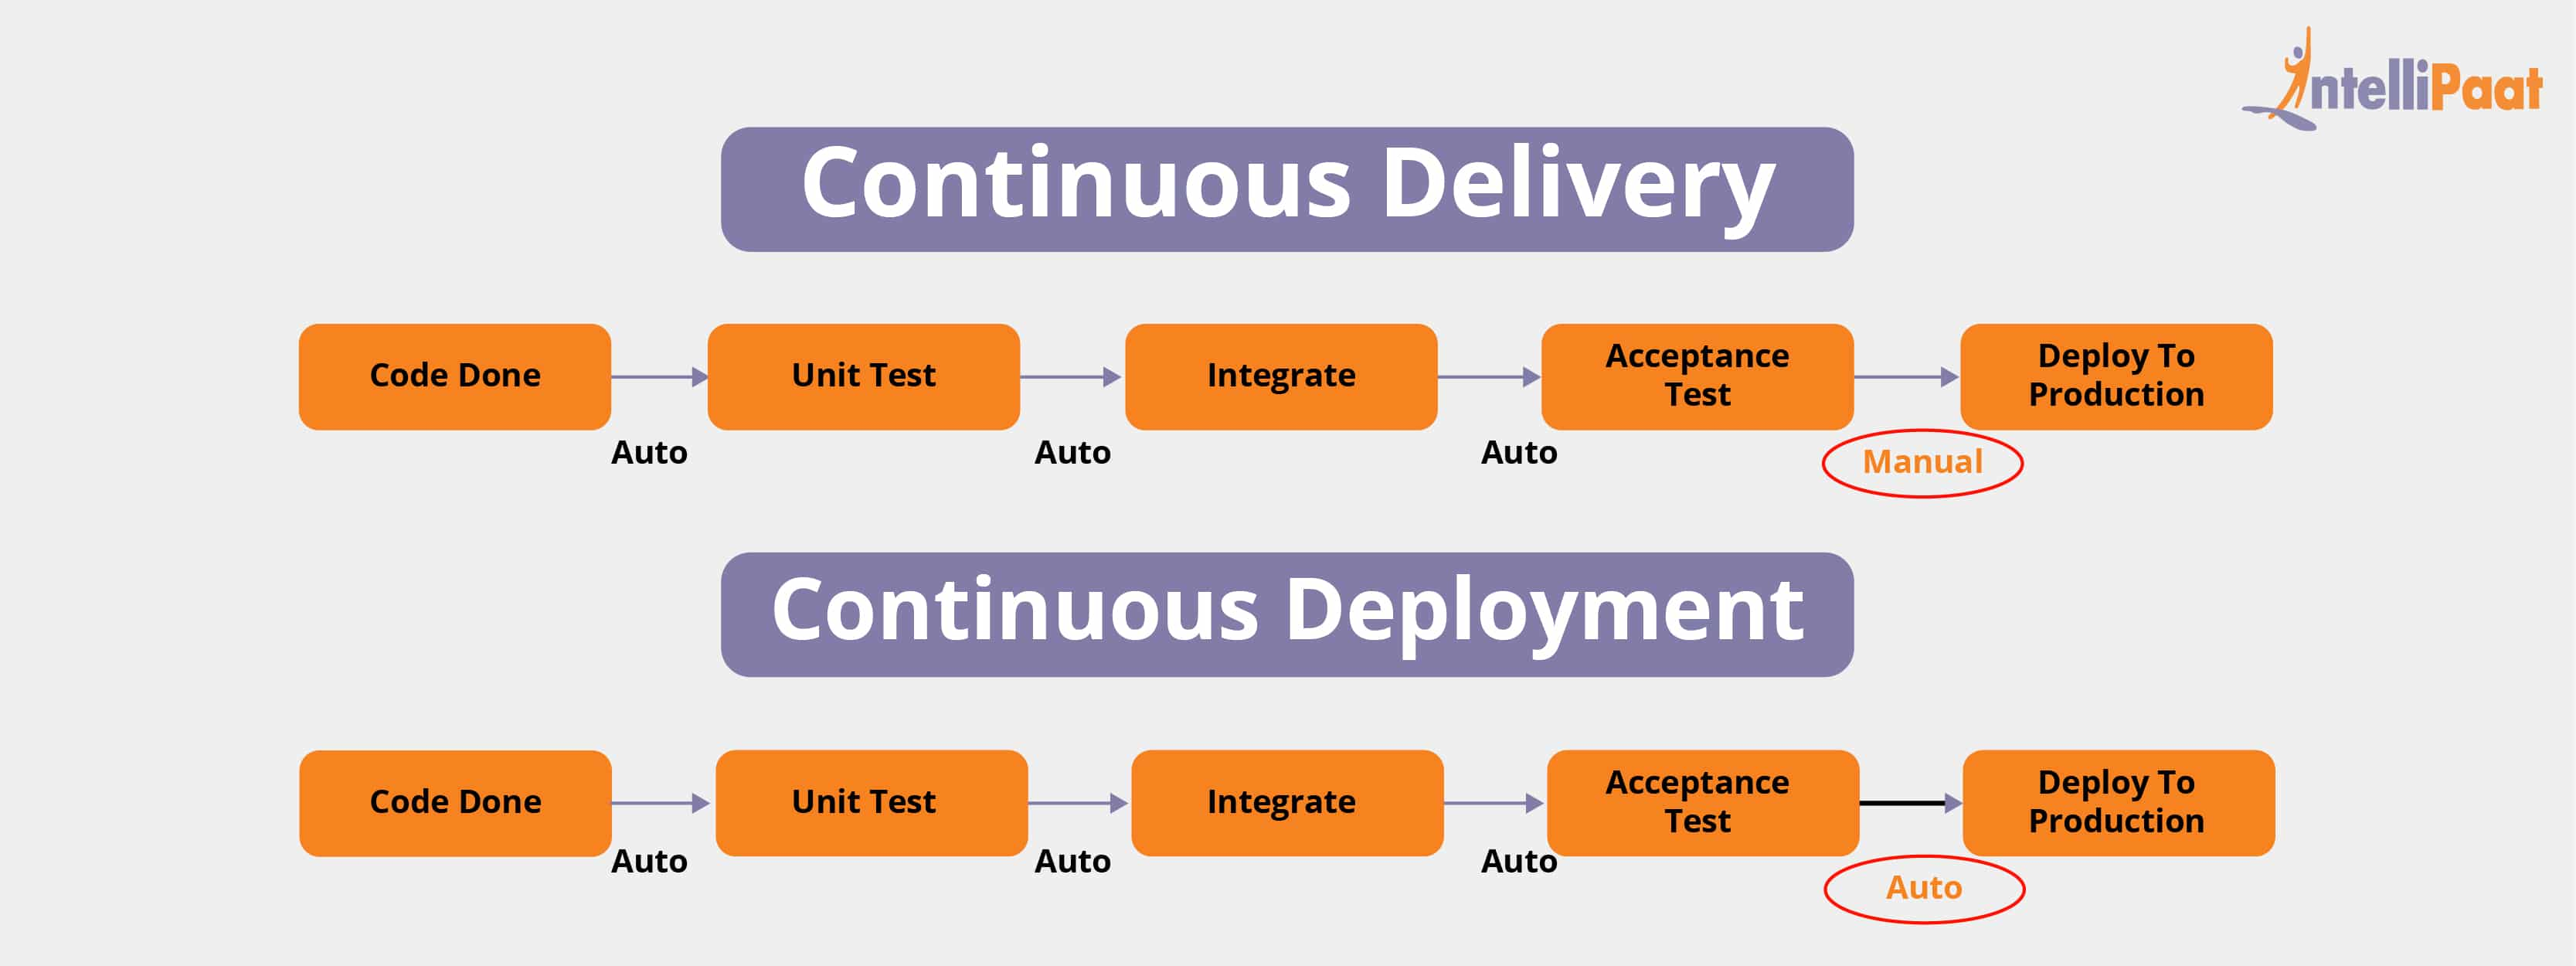 IntelliPaat
Continuous Delivery
Code Done
Unit Test
Integrate
Acceptance
Test
Deploy To
Production
Auto
Auto
Auto
Manual
Continuous Deployment
Code Done
Unit Test
Integrate
Acceptance
Test
Deploy To
Production
Auto
Auto
Auto
Auto